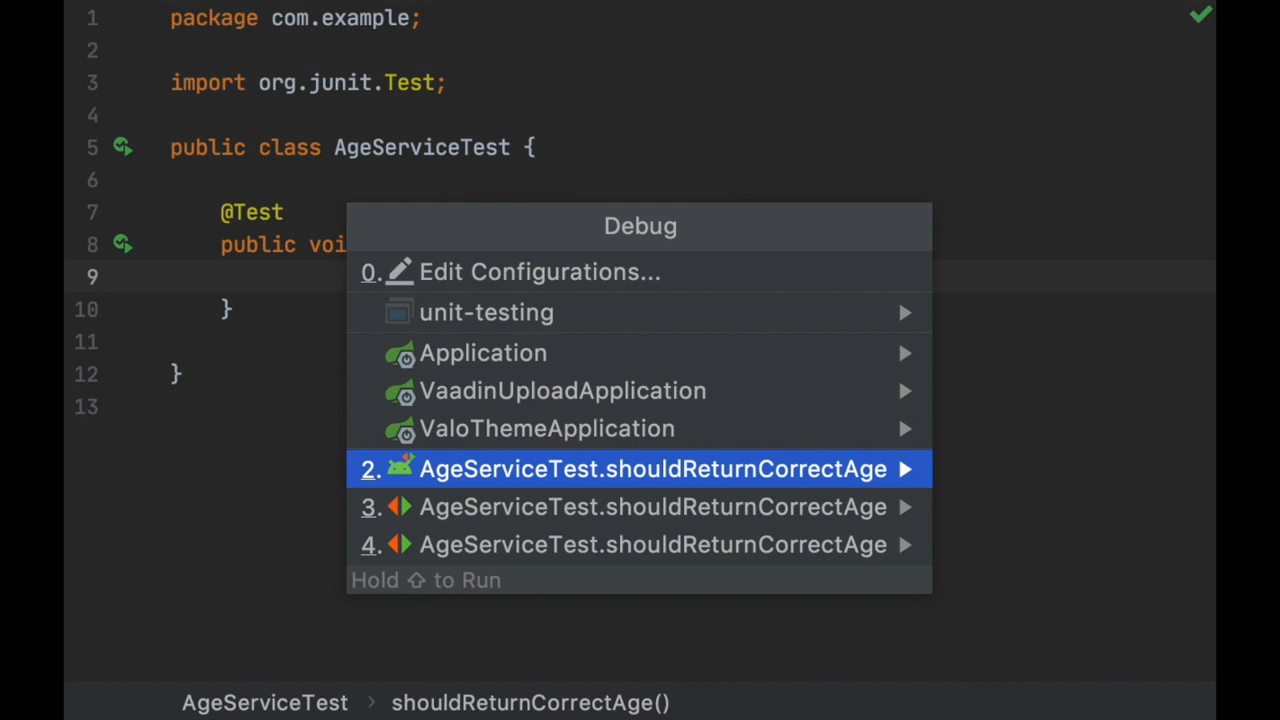 1 package com.example;
2
3 import org.junit.Test;
4
5 public class AgeServiceTest {
6
7 @Test
8 public voi
9
10 }
11
12 }
13
Debug
0. Edit Configurations...
unit-testing
Application
VaadinUploadApplication
ValoThemeApplication
2. AgeServiceTest.shouldReturnCorrectAge
3. AgeServiceTest.shouldReturnCorrectAge
4. AgeServiceTest.shouldReturnCorrectAge
Hold ⇧ to Run
AgeServiceTest > shouldReturnCorrectAge()